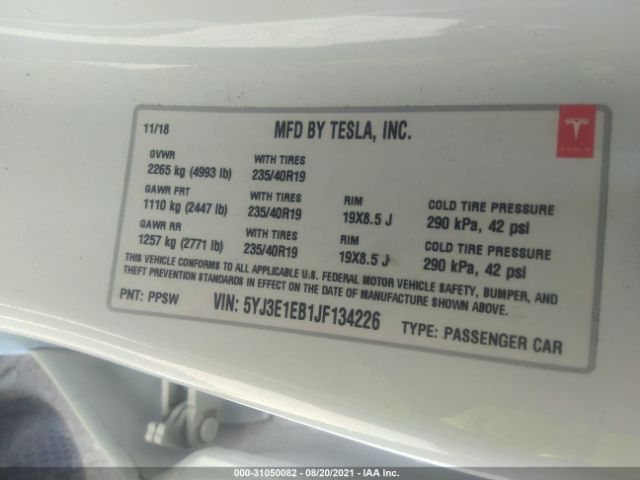 11/18
MFD BY TESLA, INC.
TESLA
GVWR
2265 kg (4993 lb)
WITH TIRES
235/40R19
GAWR FRT
1110 kg (2447 lb)
WITH TIRES
235/40R19
RIM
19X8.5 J
COLD TIRE PRESSURE
290 kPa, 42 psi
GAWR RR
1257 kg (2771 lb)
WITH TIRES
235/40R19
RIM
19X8.5 J
COLD TIRE PRESSURE
290 kPa, 42 psi
THIS VEHICLE CONFORMS TO ALL APPLICABLE U.S. FEDERAL MOTOR VEHICLE SAFETY, BUMPER, AND
THEFT PREVENTION STANDARDS IN EFFECT ON THE DATE OF MANUFACTURE SHOWN ABOVE.
PNT: PPSW
VIN: 5YJ3E1EB1JF134226
TYPE: PASSENGER CAR
000-31050082 - 08/20/2021 - IAA Inc.